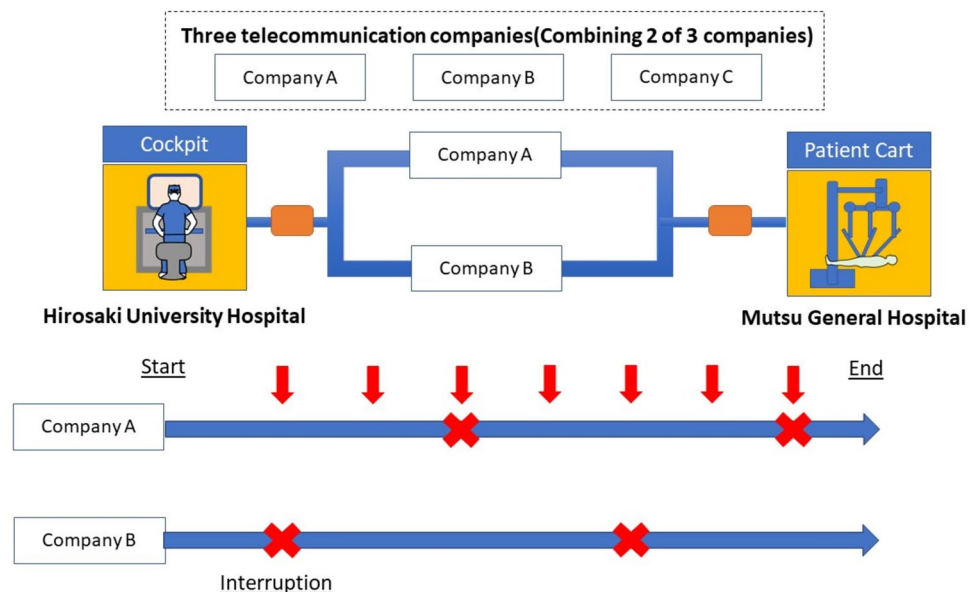 Three telecommunication companies(Combining 2 of 3 companies)
Company A
Company B
Company C
Cockpit
Company A
Patient Cart
Company B
Hirosaki University Hospital
Mutsu General Hospital
Start
End
Company A
Company B
Interruption